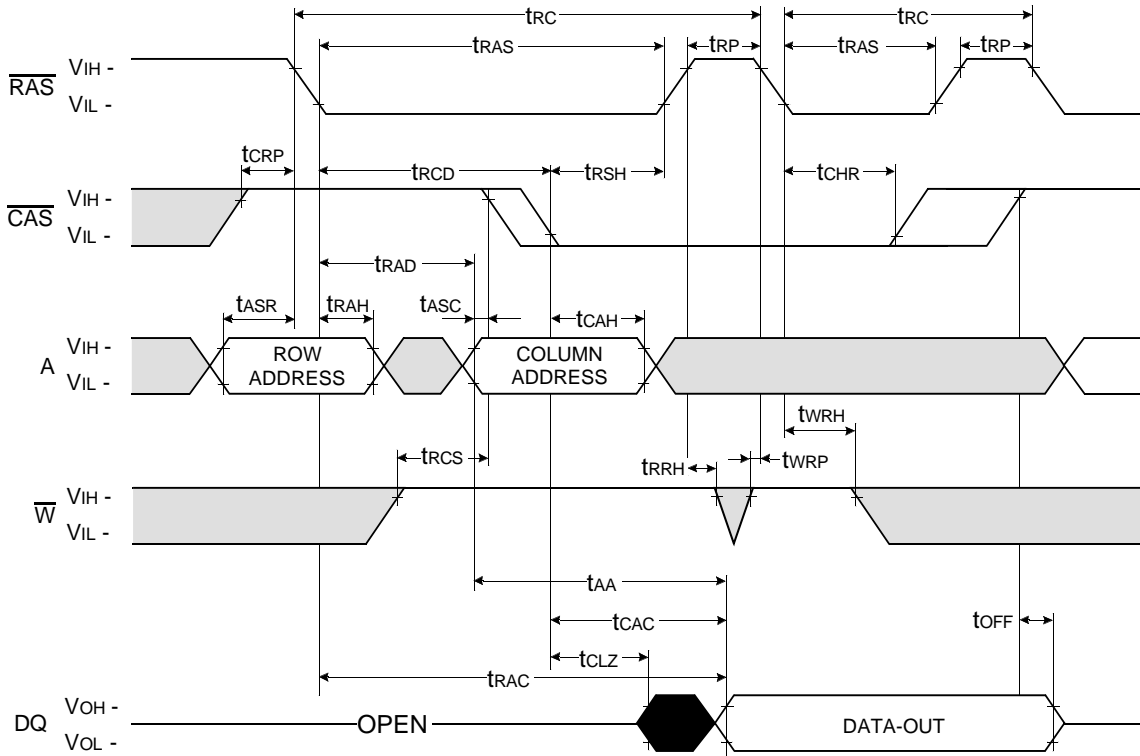 tRC tRC
tRAS tRP tRAS tRP
RAS VIH -
VIL -
tCRP tRCD tRSH tCHR
CAS VIH -
VIL -
tRAD
tASR tRAH tASC tCAH
A VIH -
VIL -
ROW ADDRESS
COLUMN ADDRESS
tWRH
tRCS tRRH tWRP
W VIH -
VIL -
tAA
tCAC tOFF
tCLZ
tRAC
DQ VOH -
VOL -
OPEN DATA-OUT